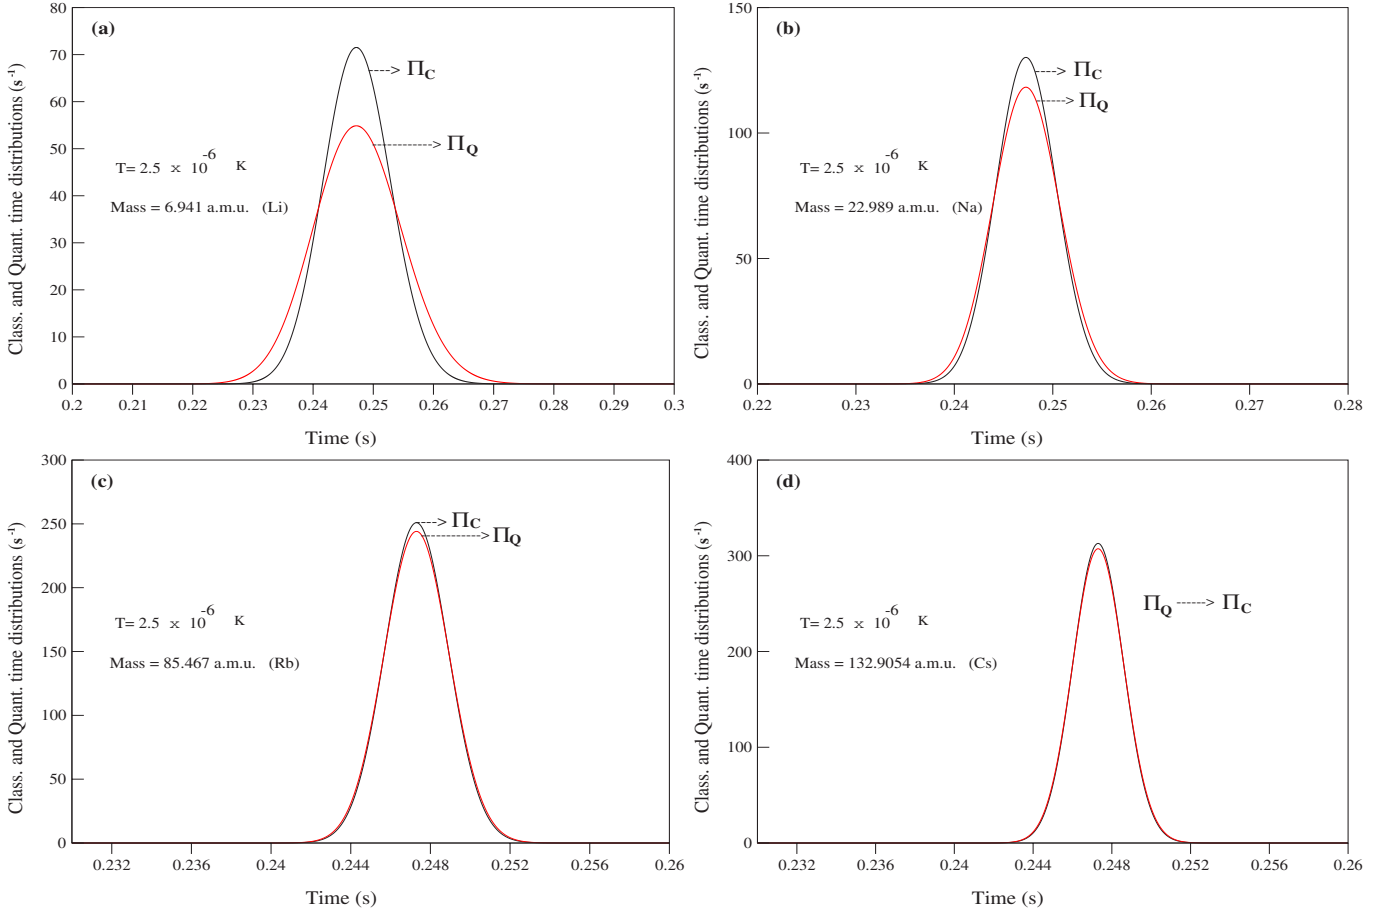 (a)
Class. and Quant. time distributions (s⁻¹)
80
70
60
50
40
30
20
10
0
Π_C
Π_Q
T= 2.5 x 10⁻⁶ K
Mass = 6.941 a.m.u. (Li)
0.2 0.21 0.22 0.23 0.24 0.25 0.26 0.27 0.28 0.29 0.3
Time (s)
(b)
Class. and Quant. time distributions (s⁻¹)
150
100
50
0
Π_C
Π_Q
T= 2.5 x 10⁻⁶ K
Mass = 22.989 a.m.u. (Na)
0.22 0.23 0.24 0.25 0.26 0.27 0.28
Time (s)
(c)
Class. and Quant. time distributions (s⁻¹)
300
250
200
150
100
50
0
Π_C
Π_Q
T= 2.5 x 10⁻⁶ K
Mass = 85.467 a.m.u. (Rb)
0.232 0.236 0.24 0.244 0.248 0.252 0.256 0.26
Time (s)
(d)
Class. and Quant. time distributions (s⁻¹)
400
300
200
100
0
Π_Q -----> Π_C
T= 2.5 x 10⁻⁶ K
Mass = 132.9054 a.m.u. (Cs)
0.232 0.236 0.24 0.244 0.248 0.252 0.256 0.26
Time (s)